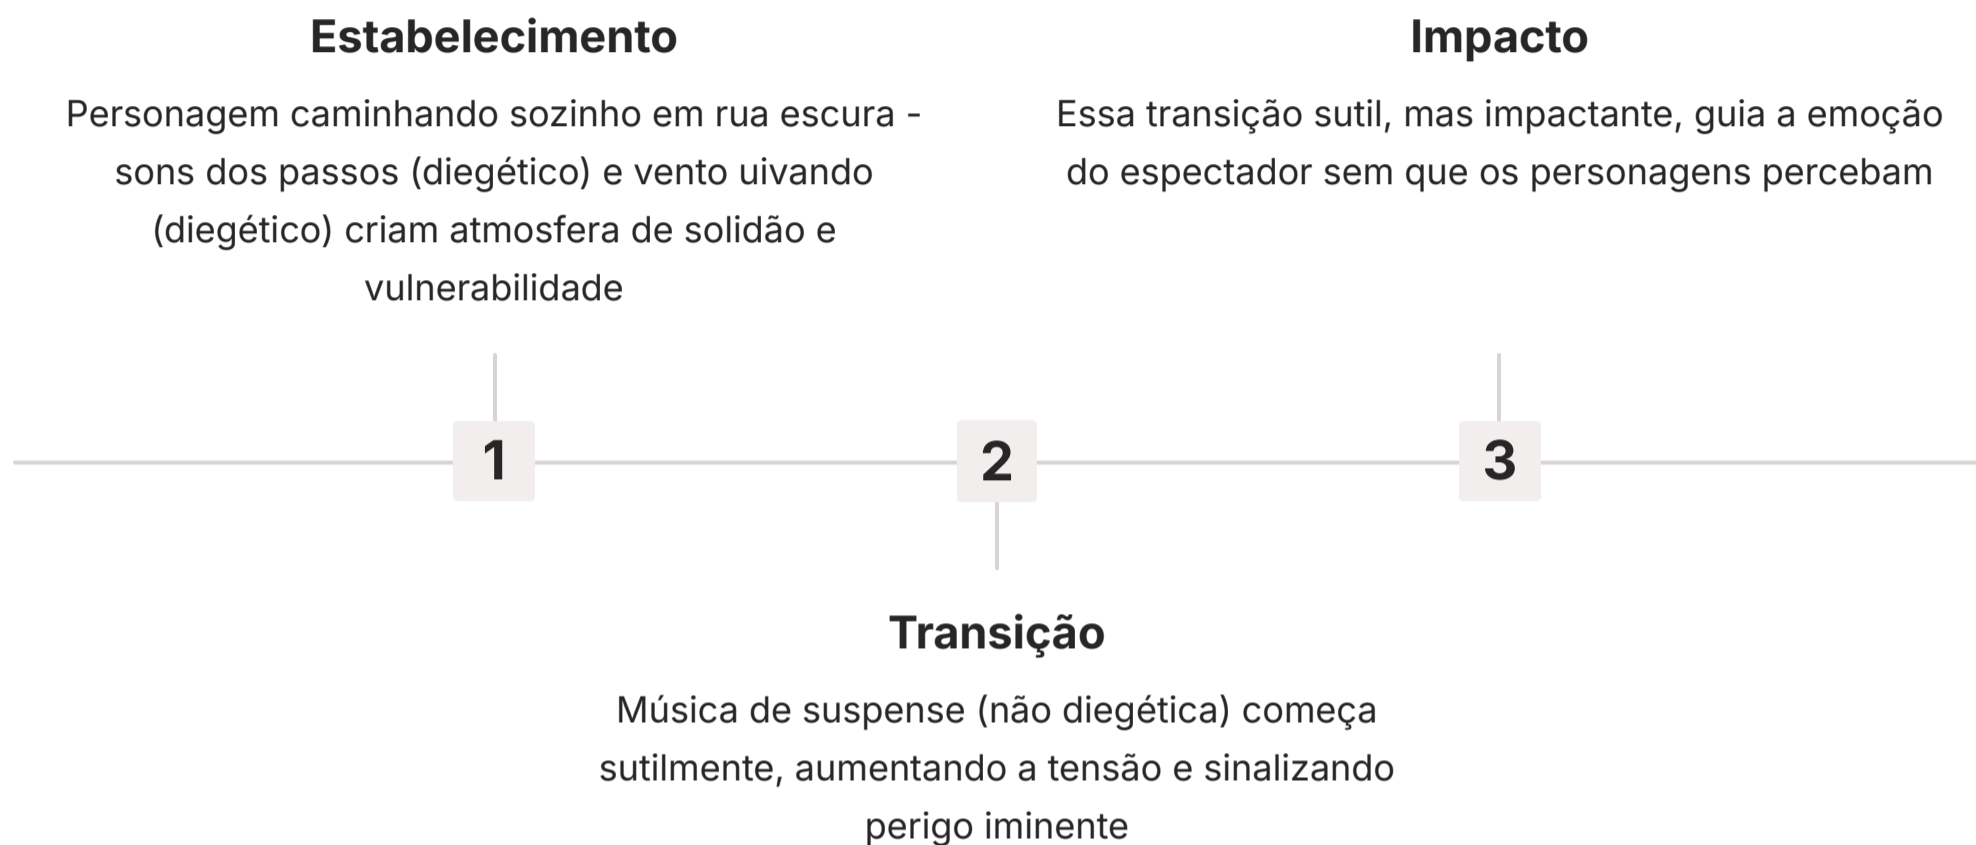 Estabelecimento
Personagem caminhando sozinho em rua escura -
sons dos passos (diegético) e vento uivando
(diegético) criam atmosfera de solidão e
vulnerabilidade
Impacto
Essa transição sutil, mas impactante, guia a emoção
do espectador sem que os personagens percebam
1
2
3
Transição
Música de suspense (não diegética) começa
sutilmente, aumentando a tensão e sinalizando
perigo iminente